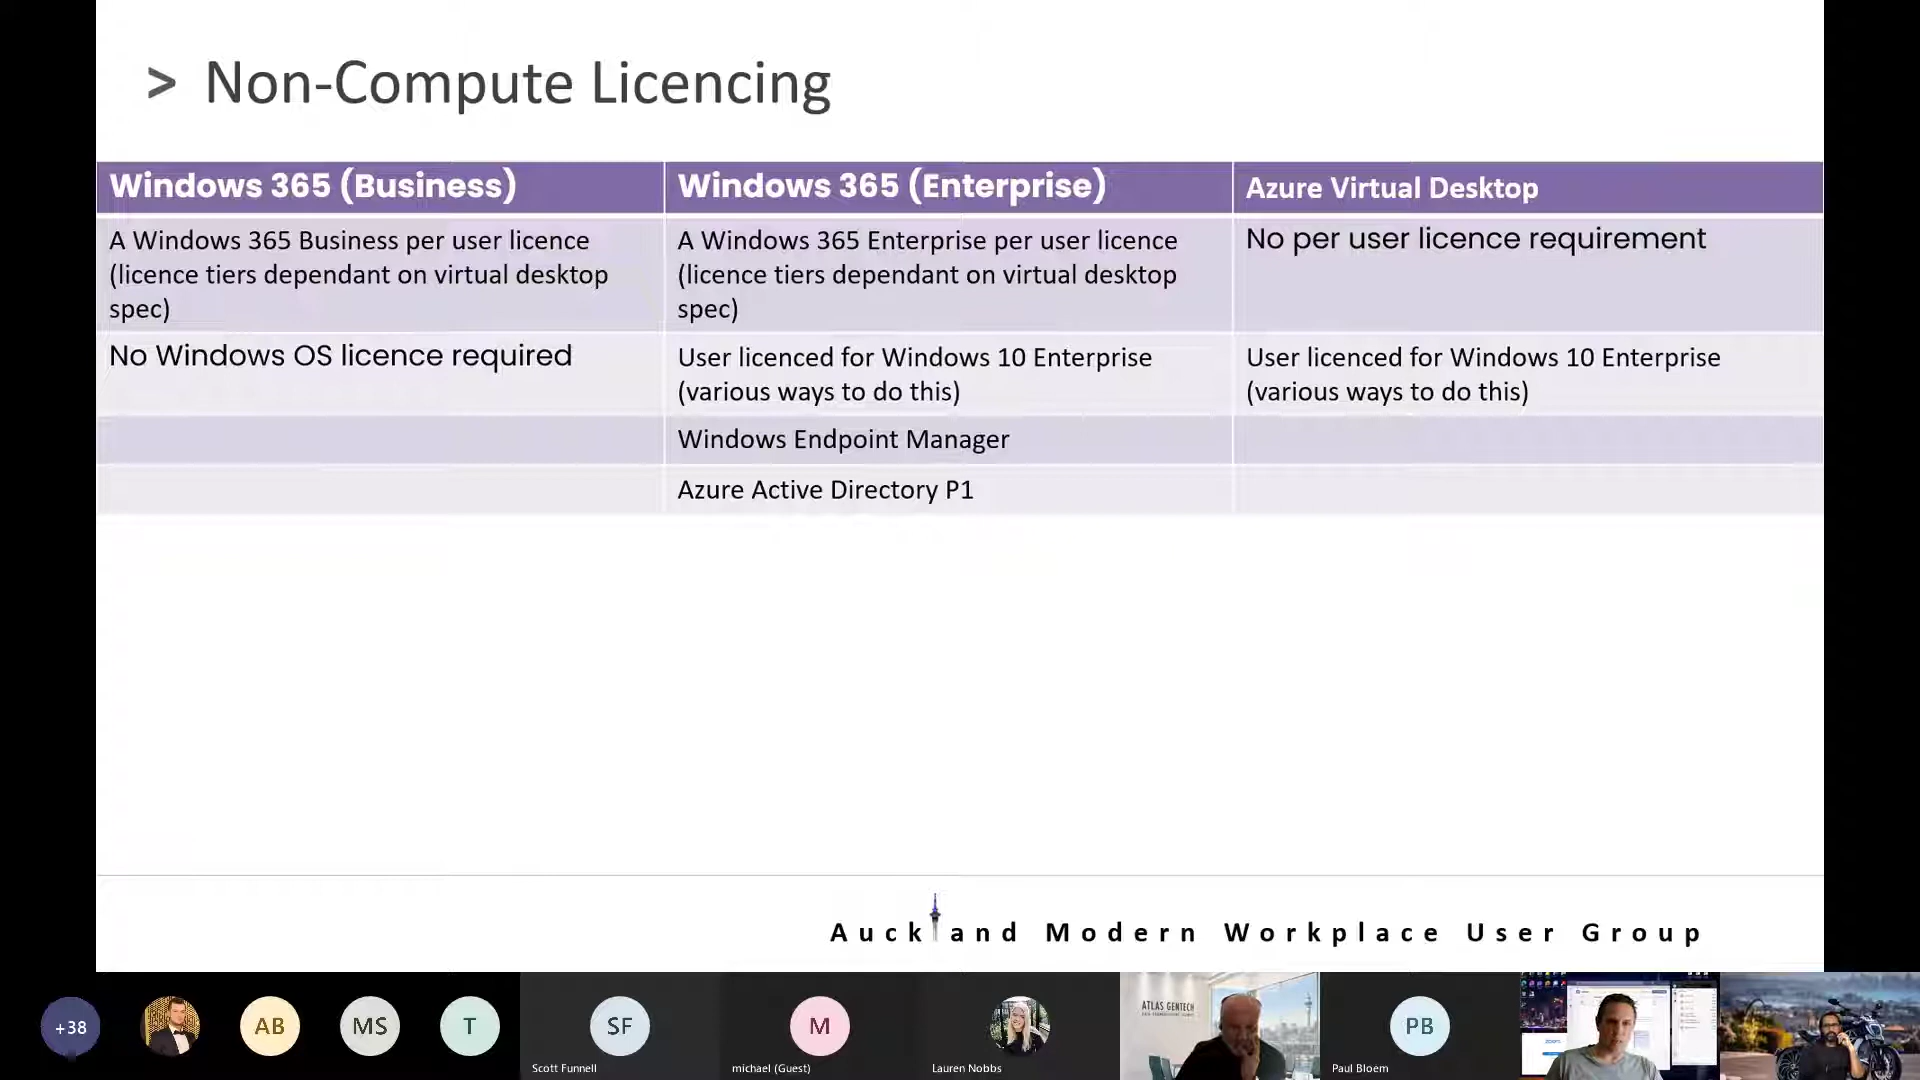 > Non-Compute Licencing
Windows 365 (Business)
Windows 365 (Enterprise)
Azure Virtual Desktop
A Windows 365 Business per user licence
(licence tiers dependant on virtual desktop
spec)
A Windows 365 Enterprise per user licence
(licence tiers dependant on virtual desktop
spec)
No per user licence requirement
No Windows OS licence required
User licenced for Windows 10 Enterprise
(various ways to do this)
User licenced for Windows 10 Enterprise
(various ways to do this)
Windows Endpoint Manager
Azure Active Directory P1
Auckland Modern Workplace User Group
+38
AB
MS
T
SF
Scott Funnell
M
michael (Guest)
Lauren Nobbs
ATLAS GENTECH
PB
Paul Bloem
zoom